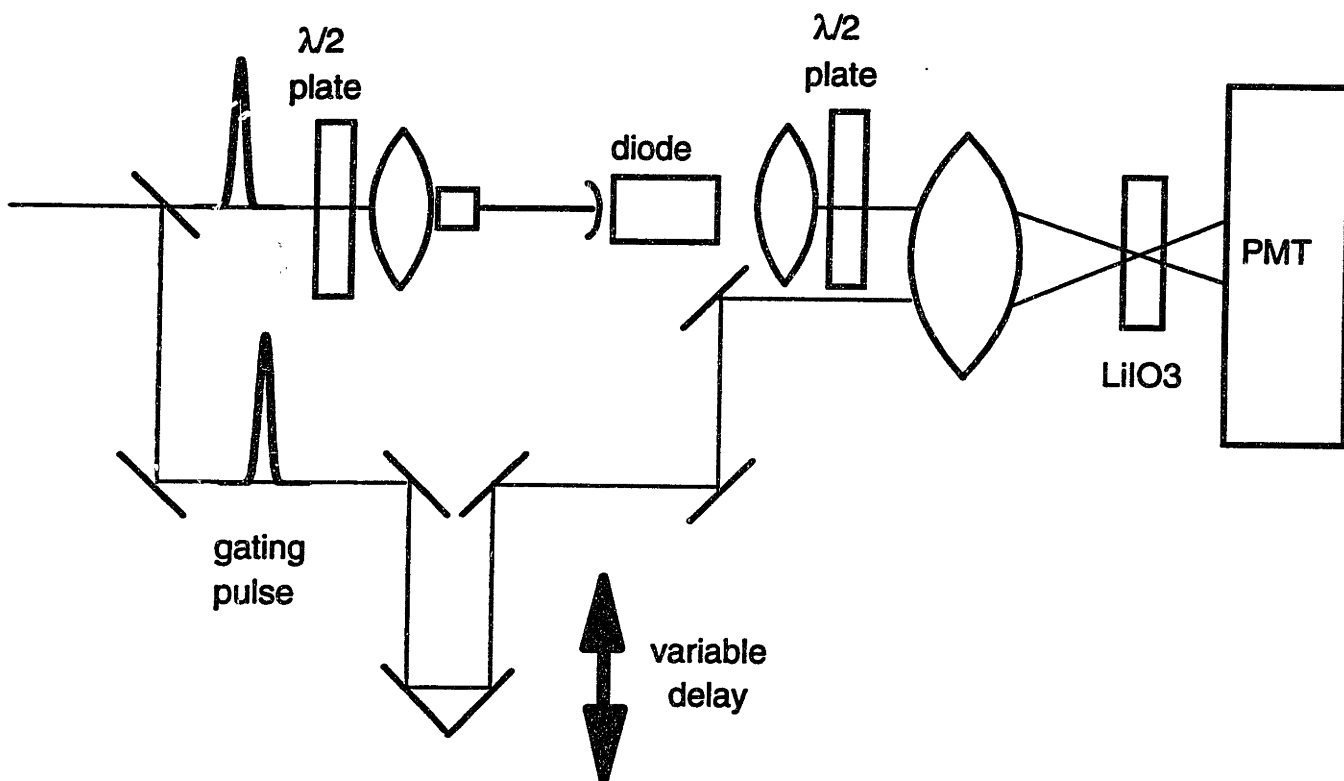 λ/2
plate
λ/2
plate
diode
PMT
LiIO3
gating
pulse
variable
delay